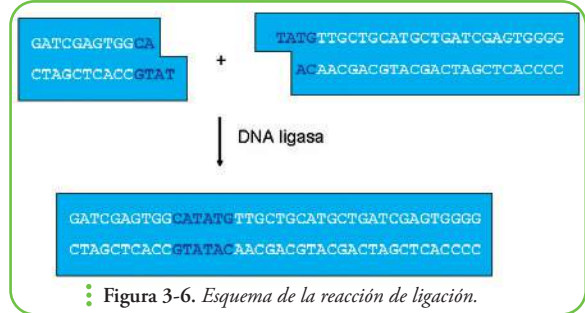 GATCGAGTGGCA
CTAGCTCACCGTAT
+
TATGTTGCTGCATGCTGATCGAGTGGGG
ACAACGACGTACGACTAGCTCACCCC
DNA ligasa
GATCGAGTGGCATATGTTGCTGCATGCTGATCGAGTGGGG
CTAGCTCACCGTATACAACGACGTACGACTAGCTCACCCC
Figura 3-6. Esquema de la reacción de ligación.